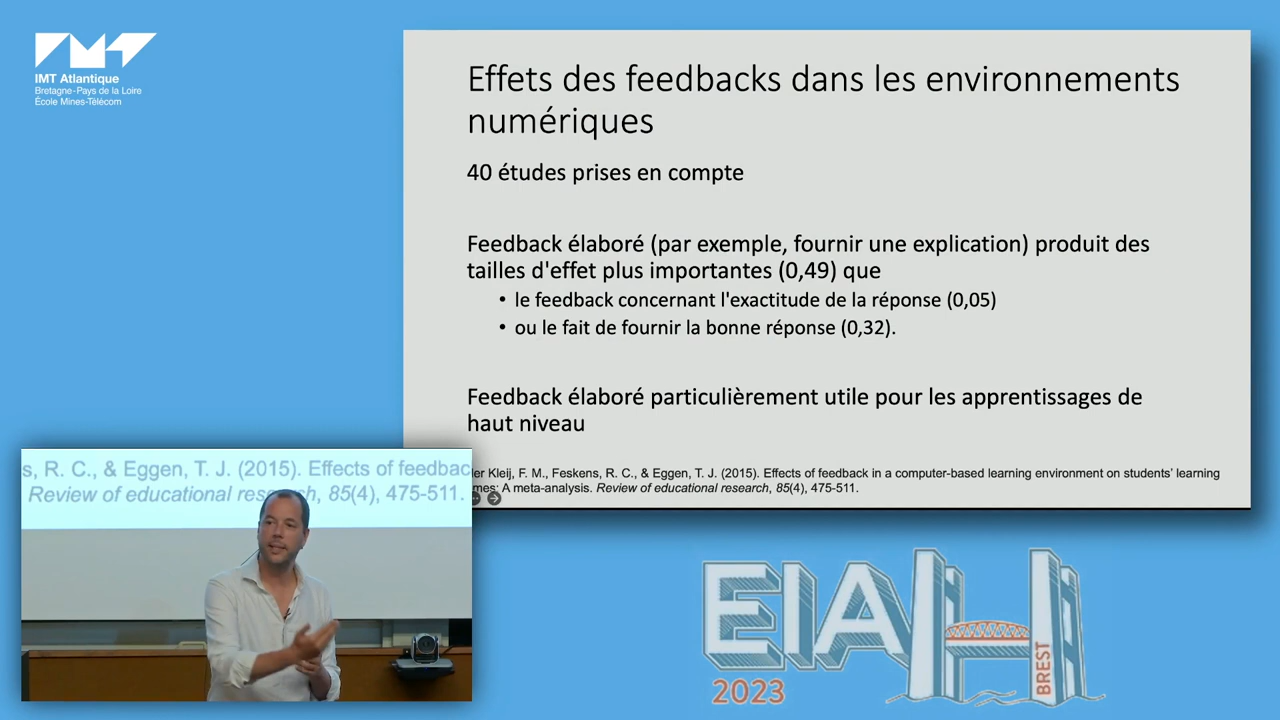 IMT Atlantique
Bretagne-Pays de la Loire
École Mines-Télécom
Effets des feedbacks dans les environnements
numériques
40 études prises en compte
Feedback élaboré (par exemple, fournir une explication) produit des
tailles d'effet plus importantes (0,49) que
• le feedback concernant l'exactitude de la réponse (0,05)
• ou le fait de fournir la bonne réponse (0,32).
Feedback élaboré particulièrement utile pour les apprentissages de
haut niveau
Kleij, F. M., Feskens, R. C., & Eggen, T. J. (2015). Effects of feedback in a computer-based learning environment on students' learning
A meta-analysis. Review of educational research, 85(4), 475-511.
R. C., & Eggen, T. J. (2015). Effects of
Review of educational research, 85(4), 475-511.
EIAH
BREST
2023